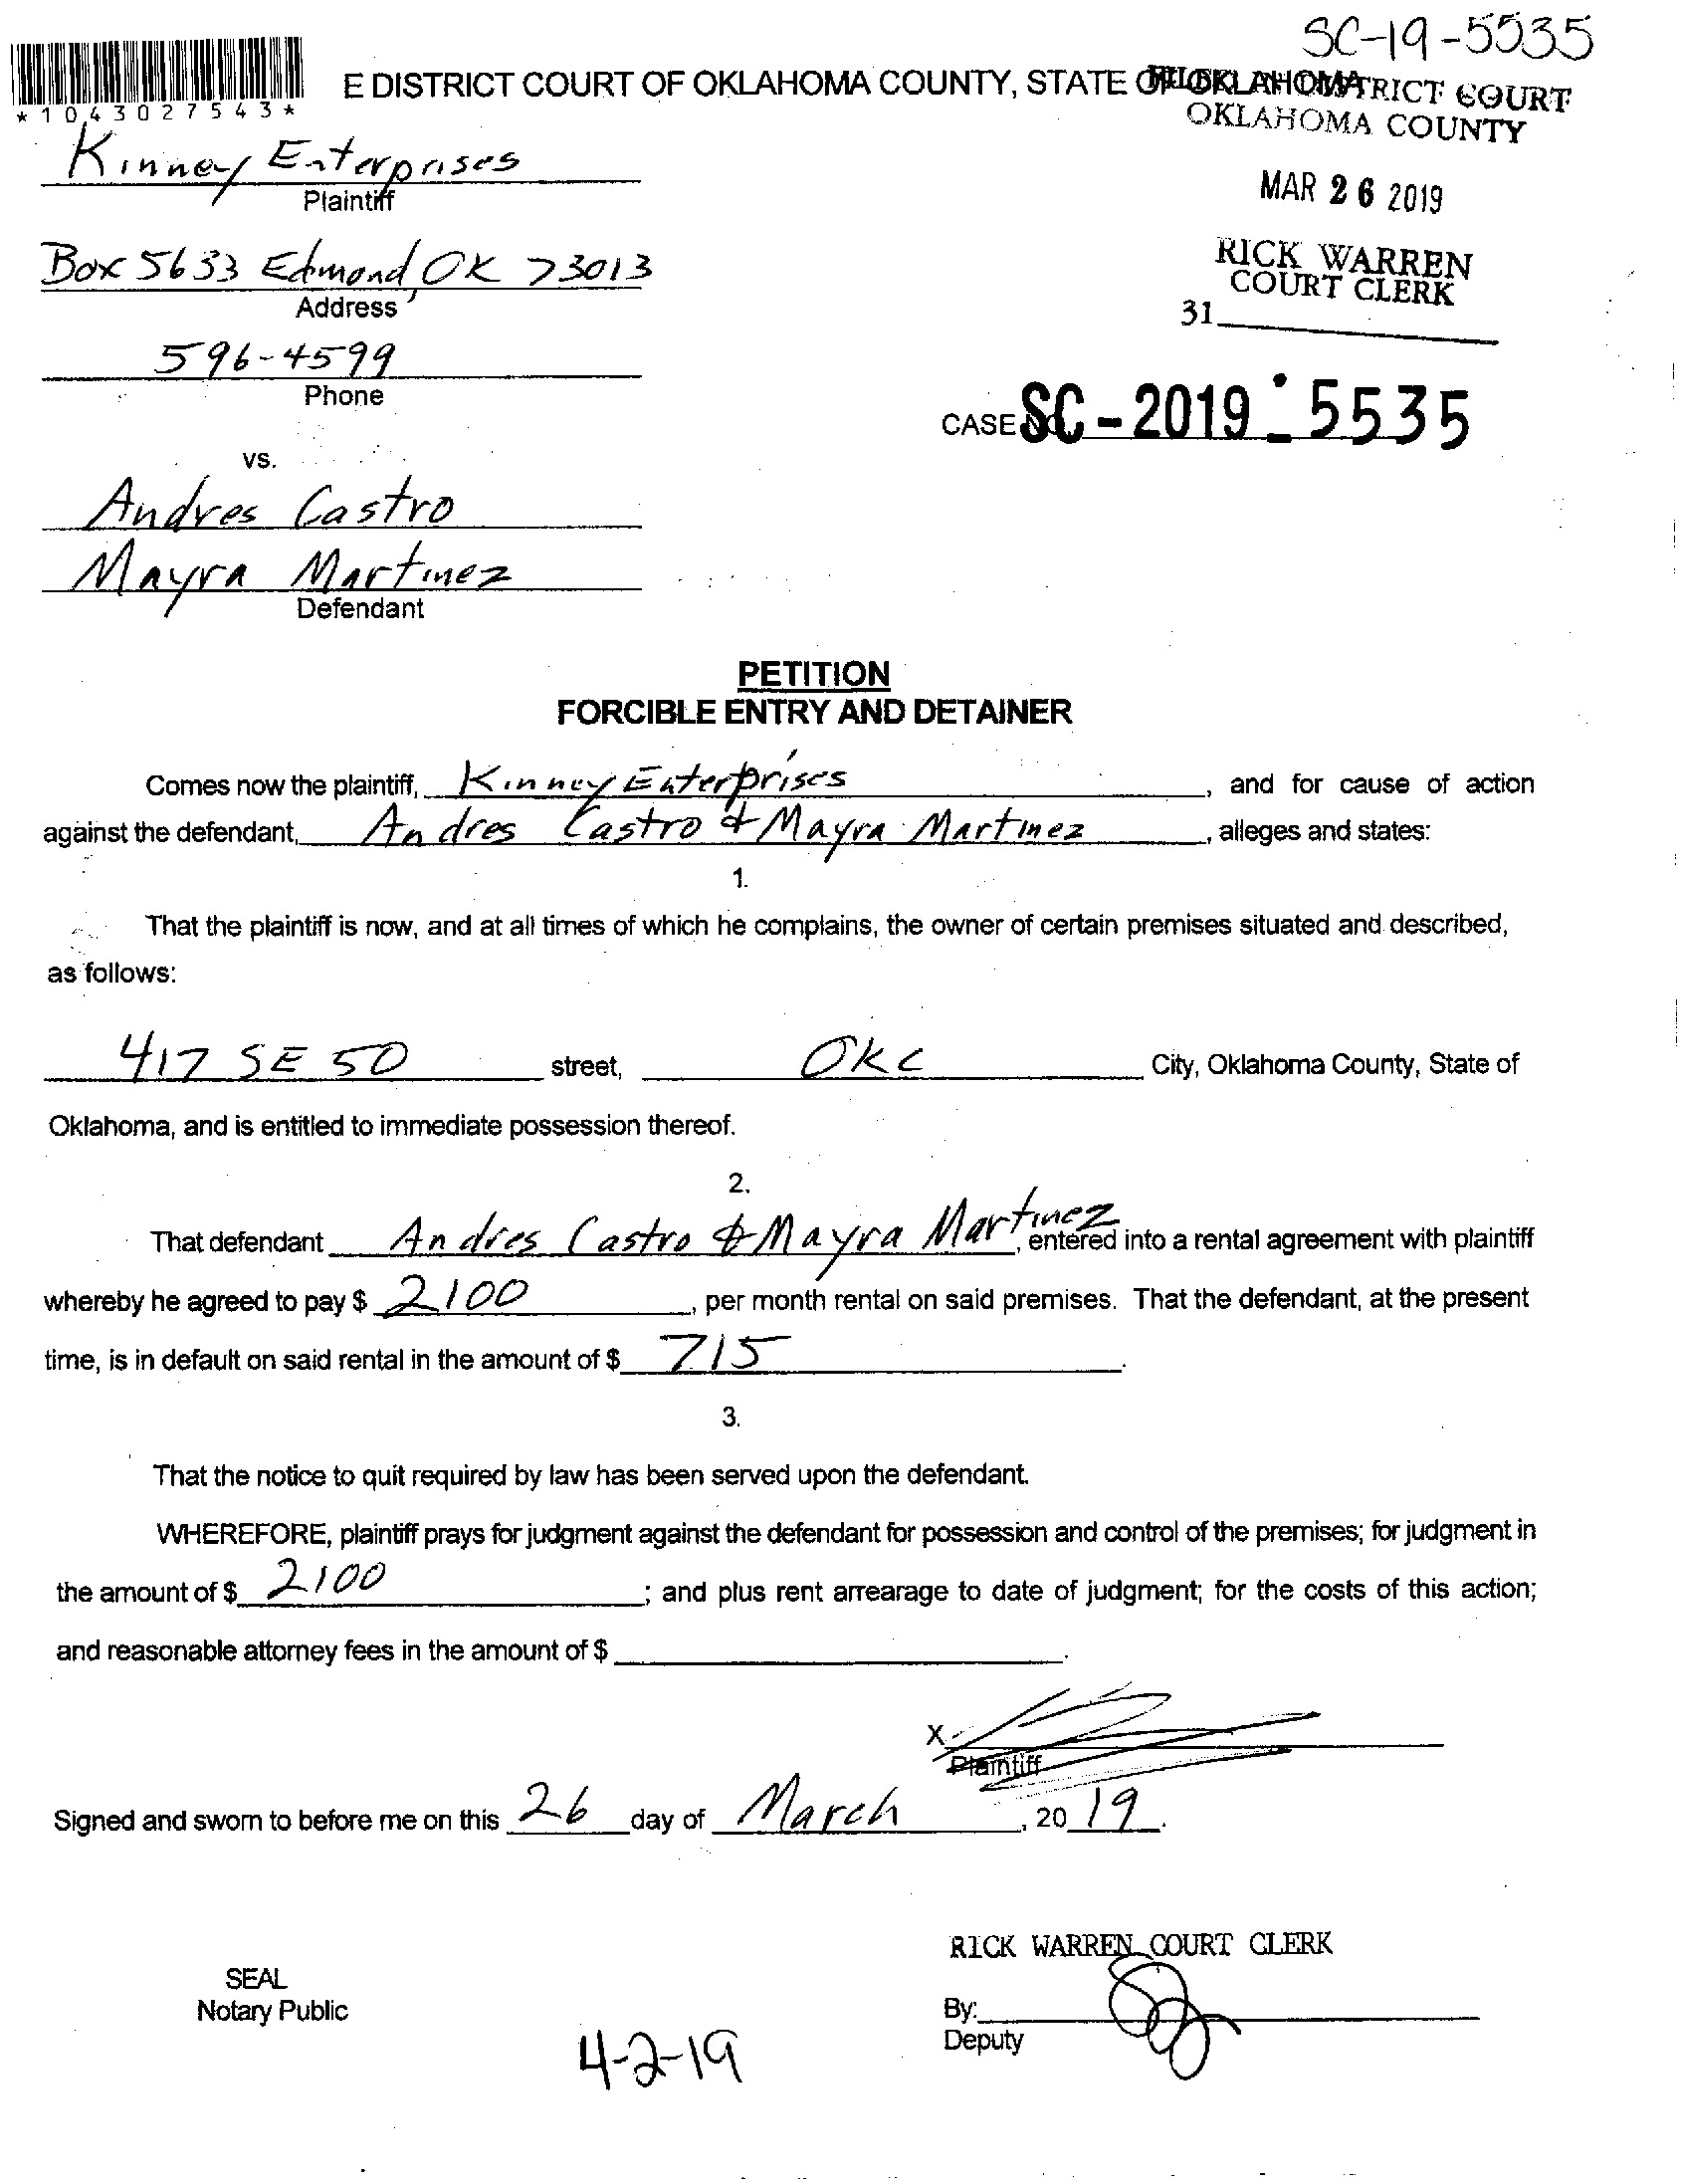 SC-19-5535
E DISTRICT COURT OF OKLAHOMA COUNTY, STATE OF OKLAHOMA
COURT
OKLAHOMA COUNTY
*1043027543*
Kinney Enterprises
Plaintiff
MAR 26 2019
Box 5633 Edmond, OK 73013
Address
RICK WARREN
COURT CLERK
31
596-4599
Phone
CASE SC-2019-5535
vs.
Andres Castro
Mayra Martinez
Defendant
PETITION
FORCIBLE ENTRY AND DETAINER
Comes now the plaintiff, Kinney Enterprises, and for cause of action
against the defendant, Andres Castro & Mayra Martinez, alleges and states:
1.
That the plaintiff is now, and at all times of which he complains, the owner of certain premises situated and described,
as follows:
417 SE 50 street, OKC City, Oklahoma County, State of
Oklahoma, and is entitled to immediate possession thereof.
2.
That defendant Andres Castro & Mayra Martinez, entered into a rental agreement with plaintiff
whereby he agreed to pay $ 2100, per month rental on said premises. That the defendant, at the present
time, is in default on said rental in the amount of $ 715.
3.
That the notice to quit required by law has been served upon the defendant.
WHEREFORE, plaintiff prays for judgment against the defendant for possession and control of the premises; for judgment in
the amount of $ 2100; and plus rent arrearage to date of judgment; for the costs of this action;
and reasonable attorney fees in the amount of $ .
X
Plaintiff
Signed and sworn to before me on this 26 day of March, 20 19.
RICK WARREN COURT CLERK
SEAL
Notary Public
By:
Deputy
4-2-19